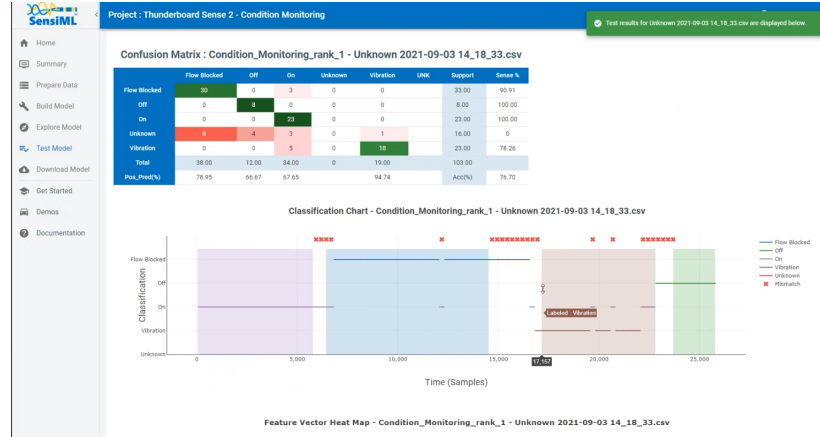 SensiML
Project : Thunderboard Sense 2 - Condition Monitoring
Test results for Unknown 2021-09-03 14_18_33.csv are displayed below.
Home
Summary
Prepare Data
Build Model
Explore Model
Test Model
Download Model
Get Started
Demos
Documentation
Confusion Matrix : Condition_Monitoring_rank_1 - Unknown 2021-09-03 14_18_33.csv
Flow Blocked Off On Unknown Vibration UNK Support Sense %
Flow Blocked 30 0 3 0 0 33.00 90.91
Off 0 8 0 0 0 8.00 100.00
On 0 0 23 0 0 23.00 100.00
Unknown 8 4 3 0 1 16.00 0
Vibration 0 0 5 0 18 23.00 78.26
Total 38.00 12.00 34.00 0 19.00 103.00
Pos_Pred(%) 78.95 66.67 67.65 94.74 Acc(%) 76.70
Classification Chart - Condition_Monitoring_rank_1 - Unknown 2021-09-03 14_18_33.csv
Flow Blocked
Off
On
Vibration
Unknown
Classification
Labeled Vibration
0 5,000 10,000 15,000 17,157 20,000 25,000
Time (Samples)
Flow Blocked
Off
On
Vibration
Unknown
Mismatch
Feature Vector Heat Map - Condition_Monitoring_rank_1 - Unknown 2021-09-03 14_18_33.csv